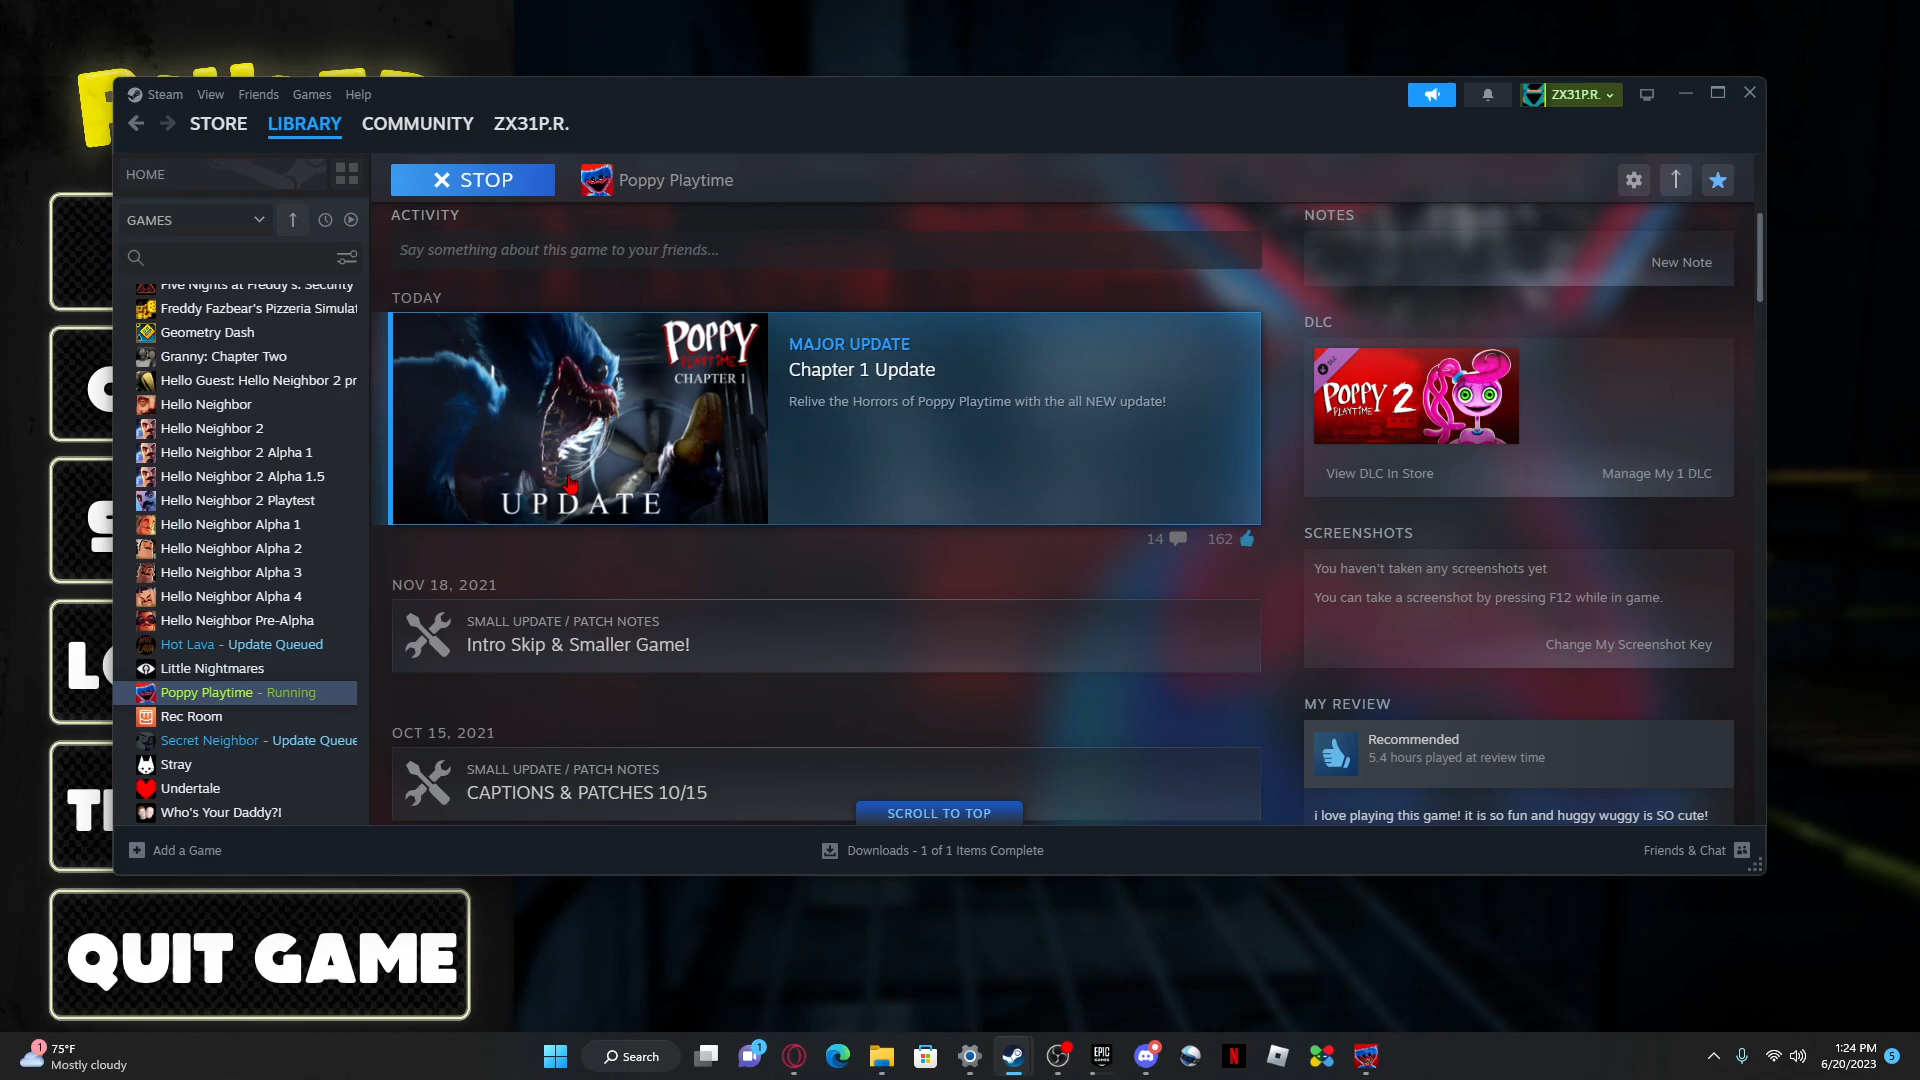 Steam View Friends Games Help
ZX31P.R.
STORE LIBRARY COMMUNITY ZX31P.R.
HOME
STOP
Poppy Playtime
GAMES
ACTIVITY
Say something about this game to your friends...
NOTES
New Note
Five Nights at Freddy's: Security
Freddy Fazbear's Pizzeria Simulat
Geometry Dash
Granny: Chapter Two
Hello Guest: Hello Neighbor 2 pr
Hello Neighbor
Hello Neighbor 2
Hello Neighbor 2 Alpha 1
Hello Neighbor 2 Alpha 1.5
Hello Neighbor 2 Playtest
Hello Neighbor Alpha 1
Hello Neighbor Alpha 2
Hello Neighbor Alpha 3
Hello Neighbor Alpha 4
Hello Neighbor Pre-Alpha
Hot Lava - Update Queued
Little Nightmares
Poppy Playtime - Running
Rec Room
Secret Neighbor - Update Queue
Stray
Undertale
Who's Your Daddy?!
TODAY
POPPY
PLAYTIME
CHAPTER 1
UPDATE
MAJOR UPDATE
Chapter 1 Update
Relive the Horrors of Poppy Playtime with the all NEW update!
14
162
NOV 18, 2021
SMALL UPDATE / PATCH NOTES
Intro Skip & Smaller Game!
OCT 15, 2021
SMALL UPDATE / PATCH NOTES
CAPTIONS & PATCHES 10/15
SCROLL TO TOP
DLC
POPPY
PLAYTIME 2
View DLC In Store
Manage My 1 DLC
SCREENSHOTS
You haven't taken any screenshots yet
You can take a screenshot by pressing F12 while in game.
Change My Screenshot Key
MY REVIEW
Recommended
5.4 hours played at review time
i love playing this game! it is so fun and huggy wuggy is SO cute!
Add a Game
Downloads - 1 of 1 Items Complete
Friends & Chat
QUIT GAME
1
75°F
Mostly cloudy
Search
1
EPIC
GAMES
N
1:24 PM
6/20/2023
5